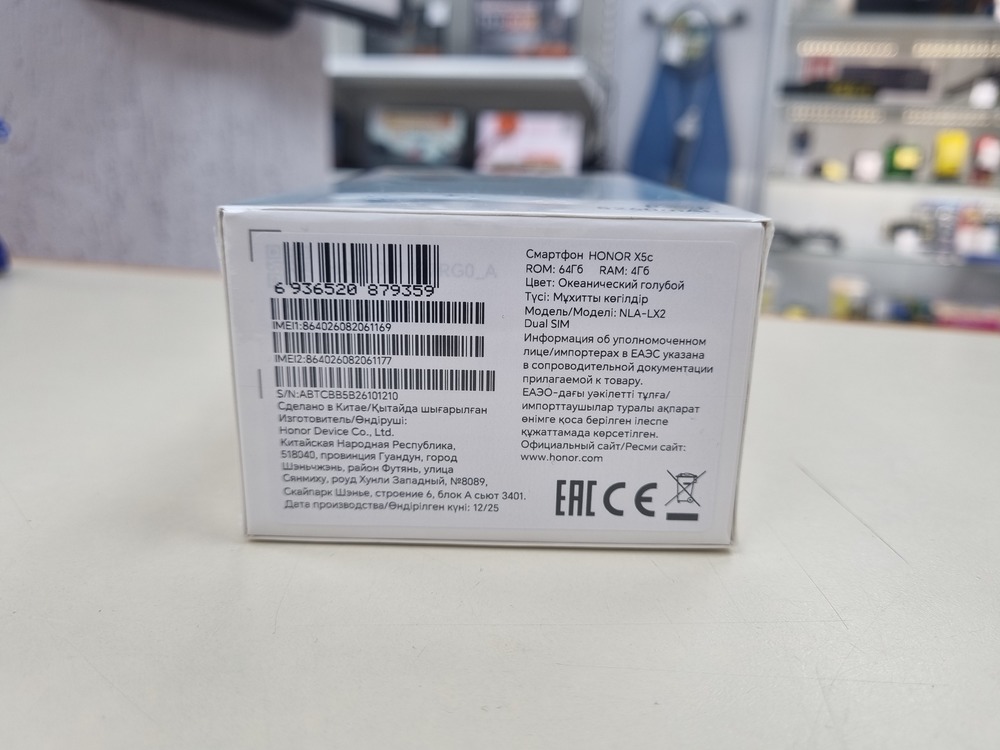 RG0_A
6 936520 879359
IMEI1:864026082061169
IMEI2:864026082061177
S/N:ABTCBB5B26101210
Сделано в Китае/Қытайда шығарылған
Изготовитель/Өндіруші:
Honor Device Co., Ltd.
Китайская Народная Республика,
518040, провинция Гуандун, город
Шэньчжэнь, район Футянь, улица
Сянмиху, роуд Хунли Западный, №8089,
Скайпарк Шэнье, строение 6, блок А сьют 3401.
Дата производства/Өндірілген күні: 12/25
Смартфон HONOR X5c
ROM: 64Гб RAM: 4Гб
Цвет: Океанический голубой
Түсі: Мұхитты көгілдір
Модель/Моделі: NLA-LX2
Dual SIM
Информация об уполномоченном
лице/импортерах в ЕАЭС указана
в сопроводительной документации
прилагаемой к товару.
ЕАЭО-дағы уәкілетті тұлға/
импорттаушылар туралы ақпарат
өнімге қоса берілген ілеспе
құжаттамада көрсетілген.
Официальный сайт/Ресми сайт:
www.honor.com
EAC CE